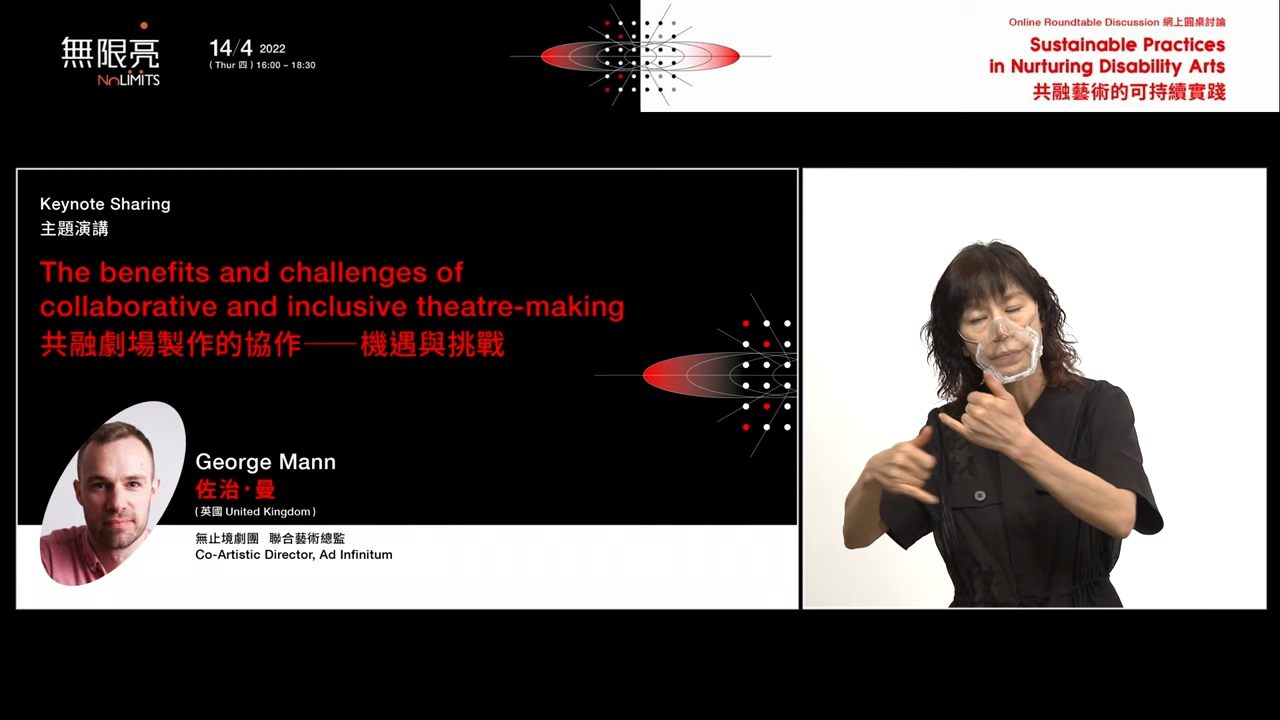 無限亮
NoLIMITS
14/4 2022
( Thur 四 ) 16:00 – 18:30
Online Roundtable Discussion 網上圓桌討論
Sustainable Practices
in Nurturing Disability Arts
共融藝術的可持續實踐
Keynote Sharing
主題演講
The benefits and challenges of
collaborative and inclusive theatre-making
共融劇場製作的協作——機遇與挑戰
George Mann
佐治·曼
( 英國 United Kingdom )
無止境劇團 聯合藝術總監
Co-Artistic Director, Ad Infinitum